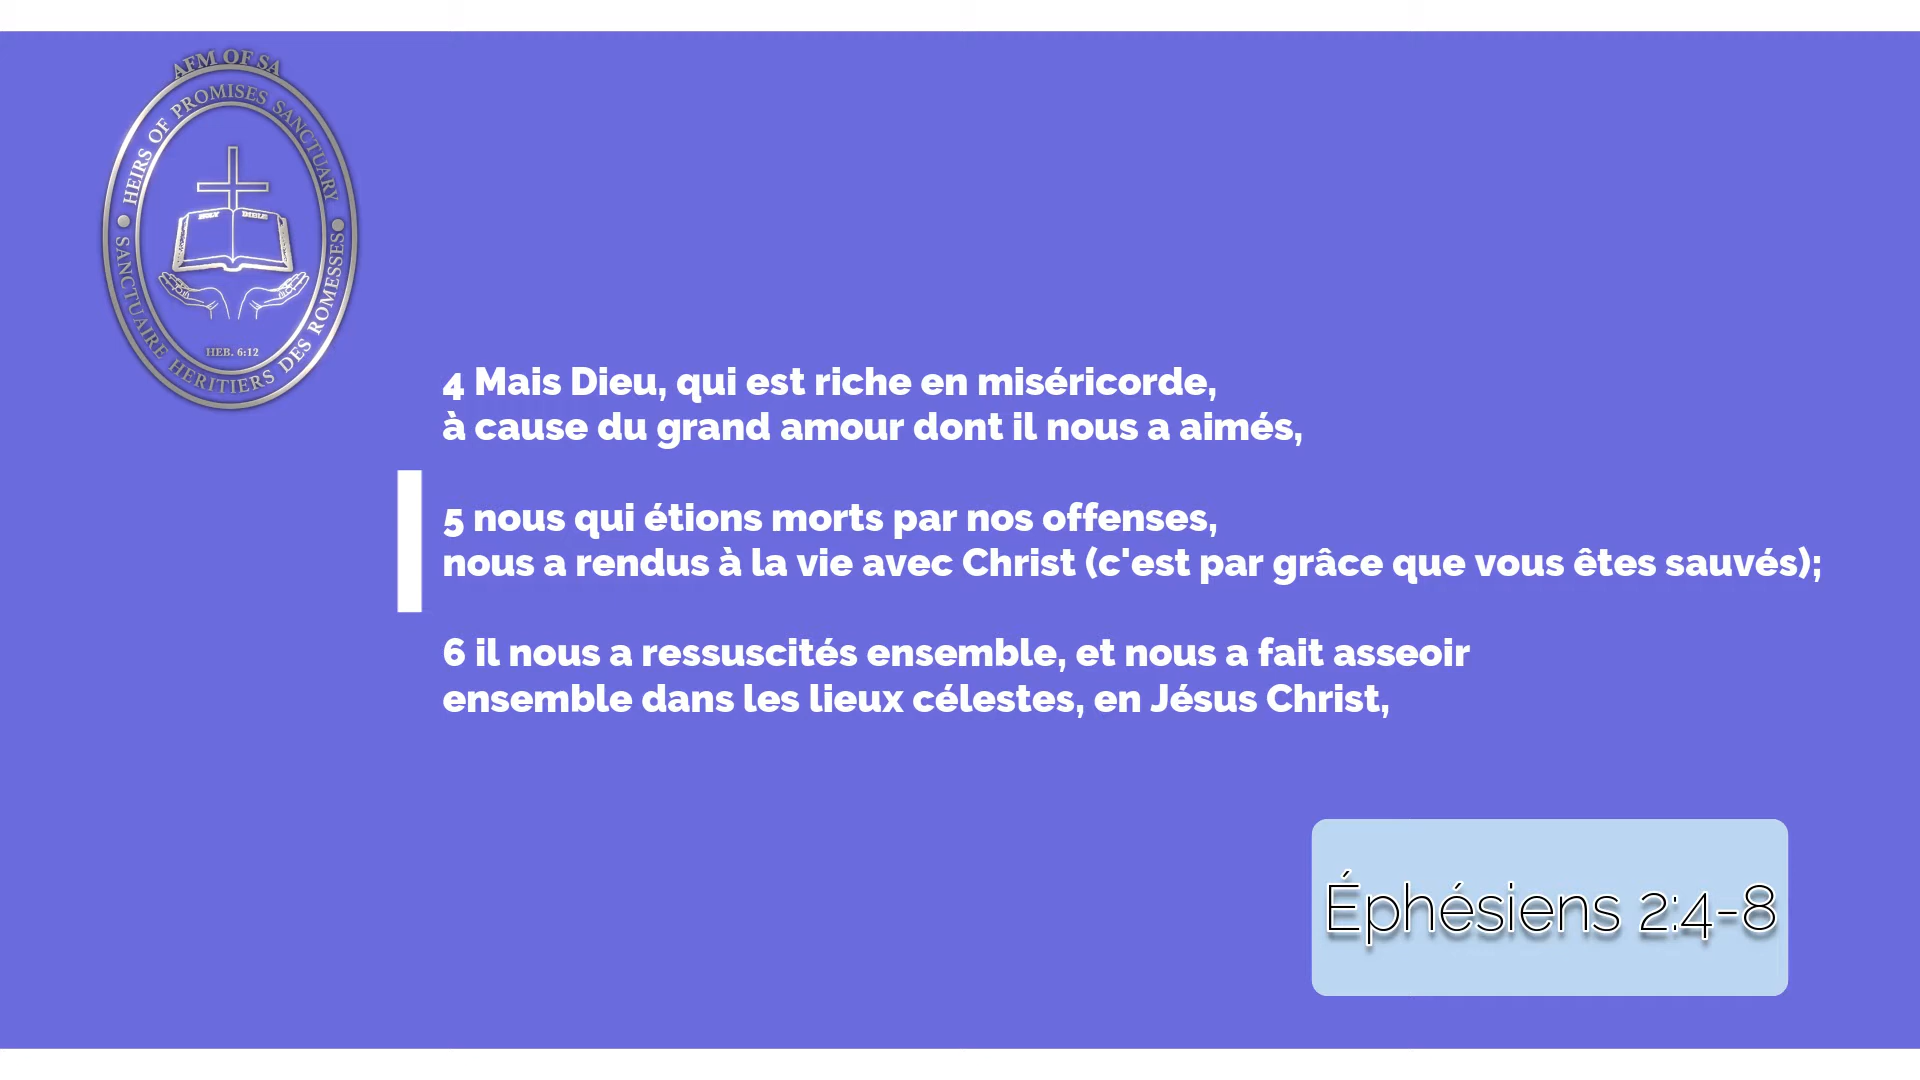 AFM OF SA
HEIRS OF PROMISES SANCTUARY
HOLY BIBLE
HEB. 6:12
SANCTUAIRE HERITIERS DES ROMESSES
4 Mais Dieu, qui est riche en miséricorde,
à cause du grand amour dont il nous a aimés,
5 nous qui étions morts par nos offenses,
nous a rendus à la vie avec Christ (c'est par grâce que vous êtes sauvés);
6 il nous a ressuscités ensemble, et nous a fait asseoir
ensemble dans les lieux célestes, en Jésus Christ,
Éphésiens 2:4-8